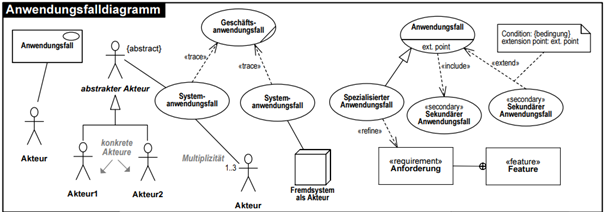 Anwendungsfalldiagramm
Anwendungsfall
Akteur
{abstract}
abstrakter Akteur
konkrete
Akteure
Akteur1
Akteur2
Geschäfts-
anwendungsfall
«trace»
«trace»
System-
anwendungsfall
System-
anwendungsfall
Multiplizität
1..3
Akteur
Fremdsystem
als Akteur
Anwendungsfall
ext. point
Condition: {bedingung}
extension point: ext. point
«include»
«extend»
Spezialisierter
Anwendungsfall
«secondary»
Sekundärer
Anwendungsfall
«secondary»
Sekundärer
Anwendungsfall
«refine»
«requirement»
Anforderung
«feature»
Feature